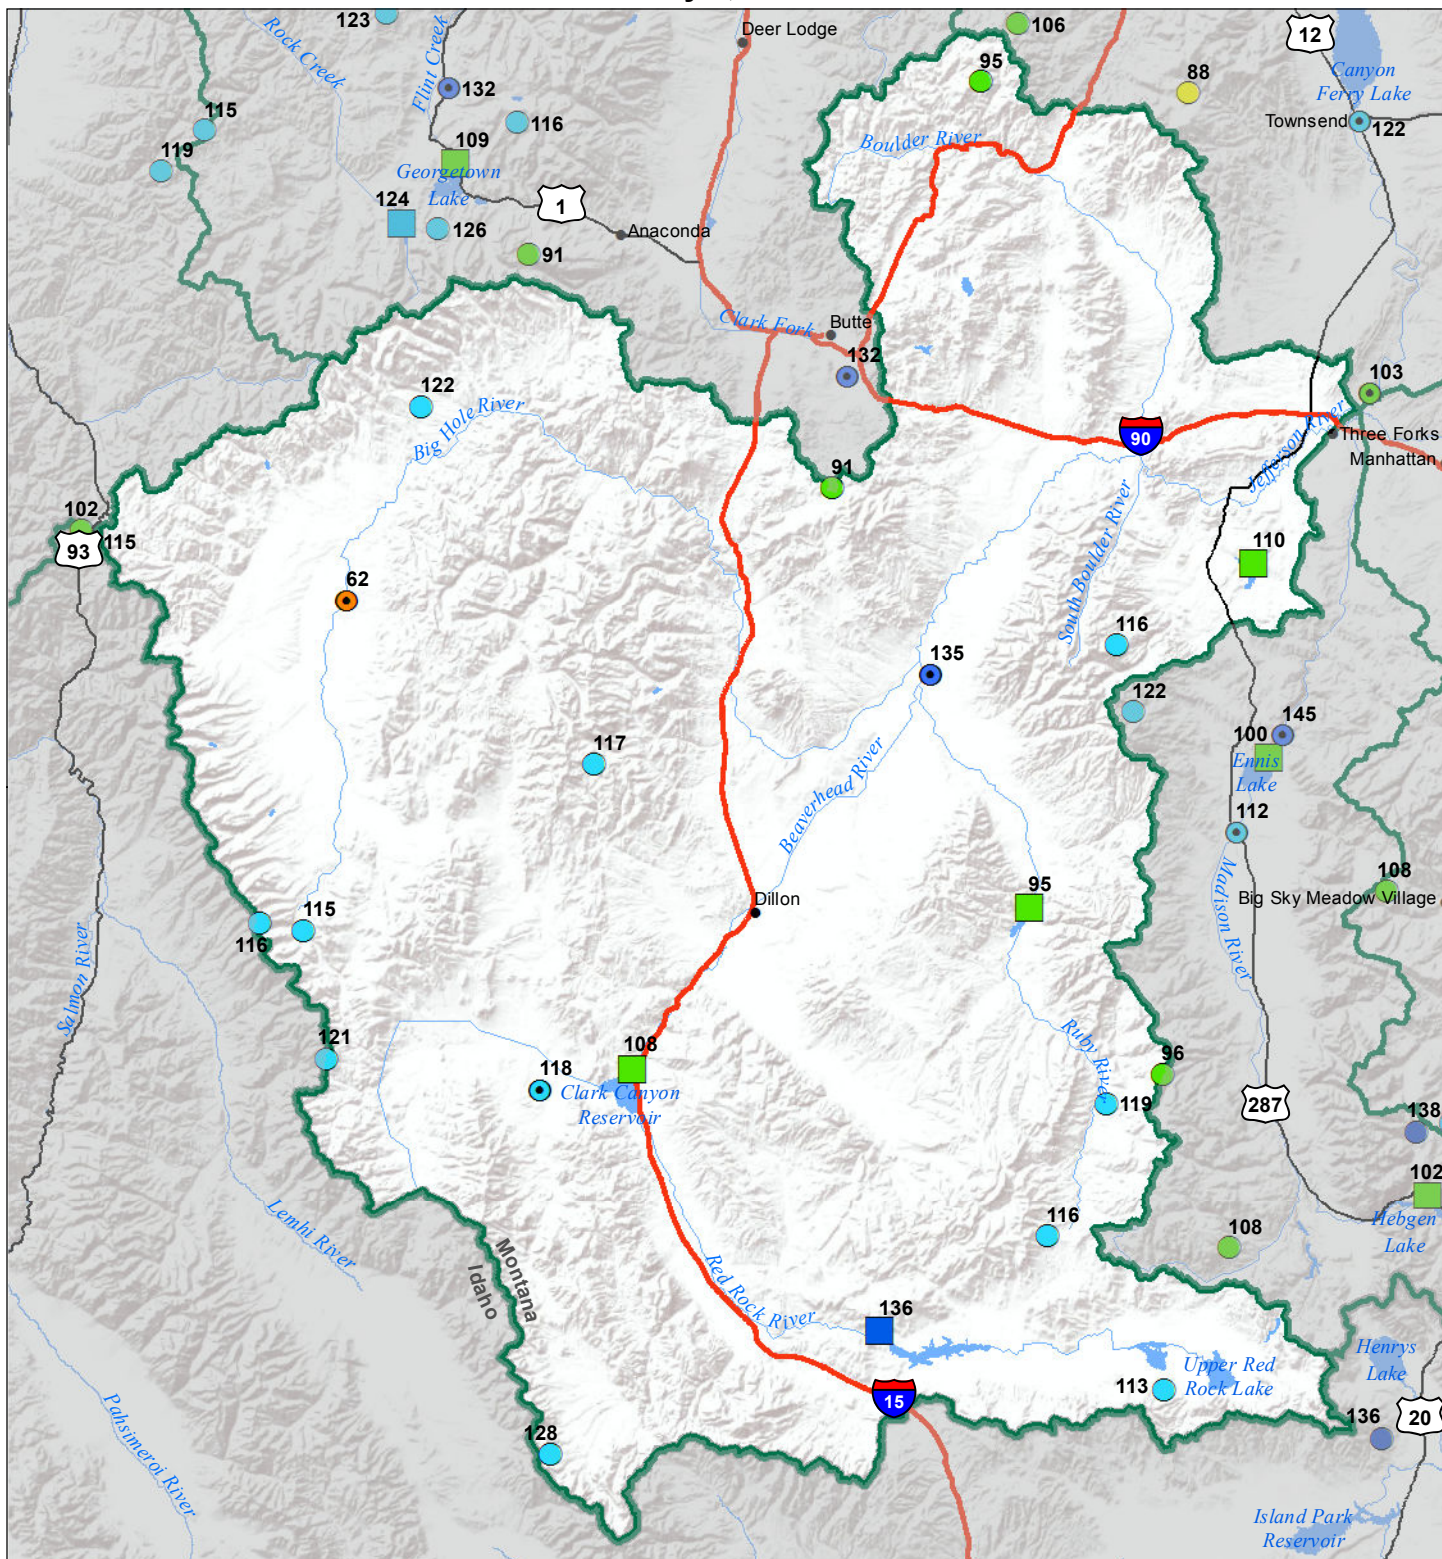 123
Rock Creek
Flint Creek
Deer Lodge
106
12
Canyon
Ferry Lake
95
88
132
116
115
119
Townsend
122
Boulder River
109
Georgetown
Lake
124
126
1
Anaconda
91
Clark Fork
Butte
132
103
122
Big Hole River
90
Jefferson River
Three Forks
Manhattan
91
102
93
115
South Boulder River
110
62
116
135
122
145
100
Ennis
Lake
117
Beaverhead River
112
Madison River
108
Big Sky Meadow Village
95
Dillon
115
116
Salmon River
121
108
118
Clark Canyon
Reservoir
Ruby River
96
119
287
138
102
Hebgen
Lake
Lemhi River
Montana
Idaho
116
108
Red Rock River
136
Henrys
Lake
Upper Red
Rock Lake
113
15
20
136
128
Pahsimeroi River
Island Park
Reservoir